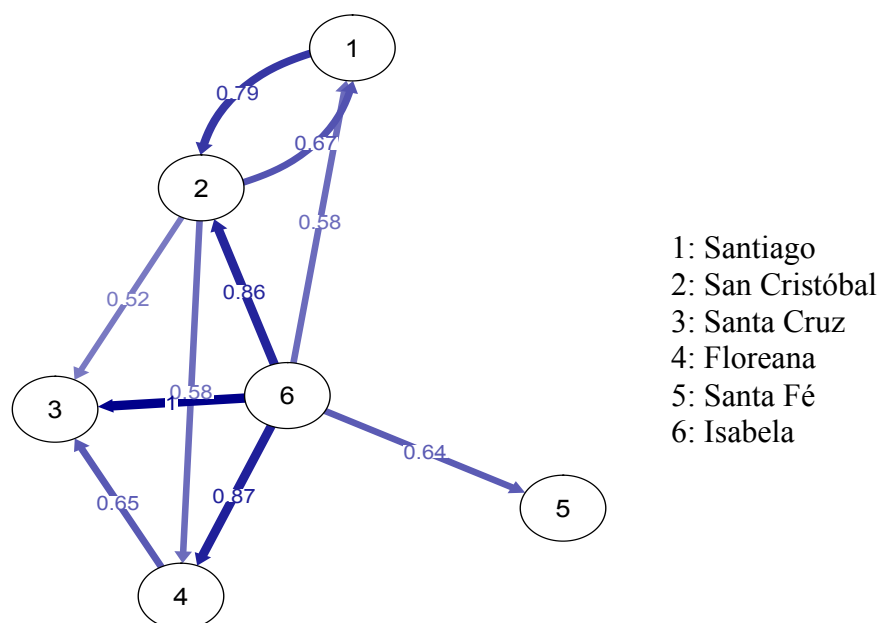 1
0.79
0.67
2
0.58
0.86
0.52
0.58
1
6
3
0.64
0.87
0.65
5
4
1: Santiago
2: San Cristóbal
3: Santa Cruz
4: Floreana
5: Santa Fé
6: Isabela